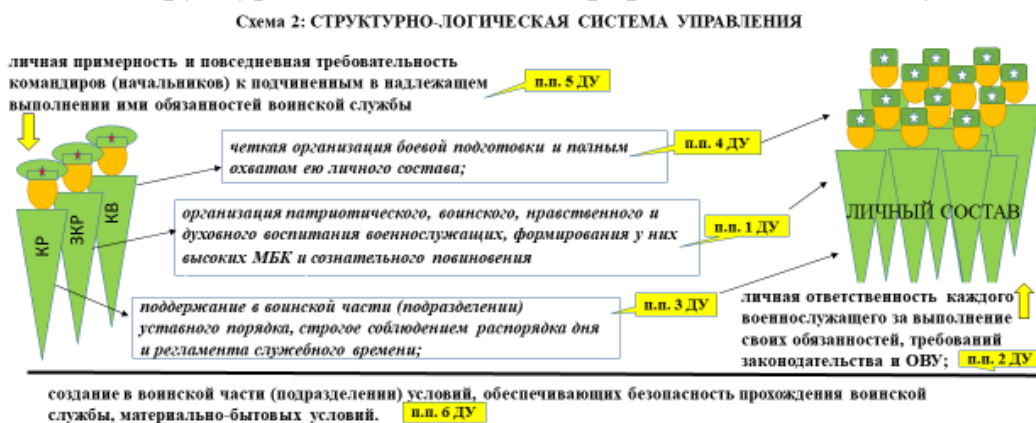 Схема 2: СТРУКТУРНО-ЛОГИЧЕСКАЯ СИСТЕМА УПРАВЛЕНИЯ
личная примерность и повседневная требовательность
командиров (начальников) к подчиненным в надлежащем
выполнении ими обязанностей воинской службы
п.п. 5 ДУ
четкая организация боевой подготовки и полным
охватам ею личного состава;
п.п. 4 ДУ
организация патриотического, воинского, нравственного и
духовного воспитания военнослужащих, формирования у них
высоких МБК и сознательного повиновения
п.п. 1 ДУ
поддержание в воинской части (подразделении)
уставного порядка, строгое соблюдением распорядка дня
и регламента служебного времени;
п.п. 3 ДУ
КР
ЗКР
КВ
ЛИЧНЫЙ СОСТАВ
личная ответственность каждого
военнослужащего за выполнение
своих обязанностей, требований
законодательства и ОВУ;
п.п. 2 ДУ
создание в воинской части (подразделении) условий, обеспечивающих безопасность прохождения воинской
службы, материально-бытовых условий.
п.п. 6 ДУ